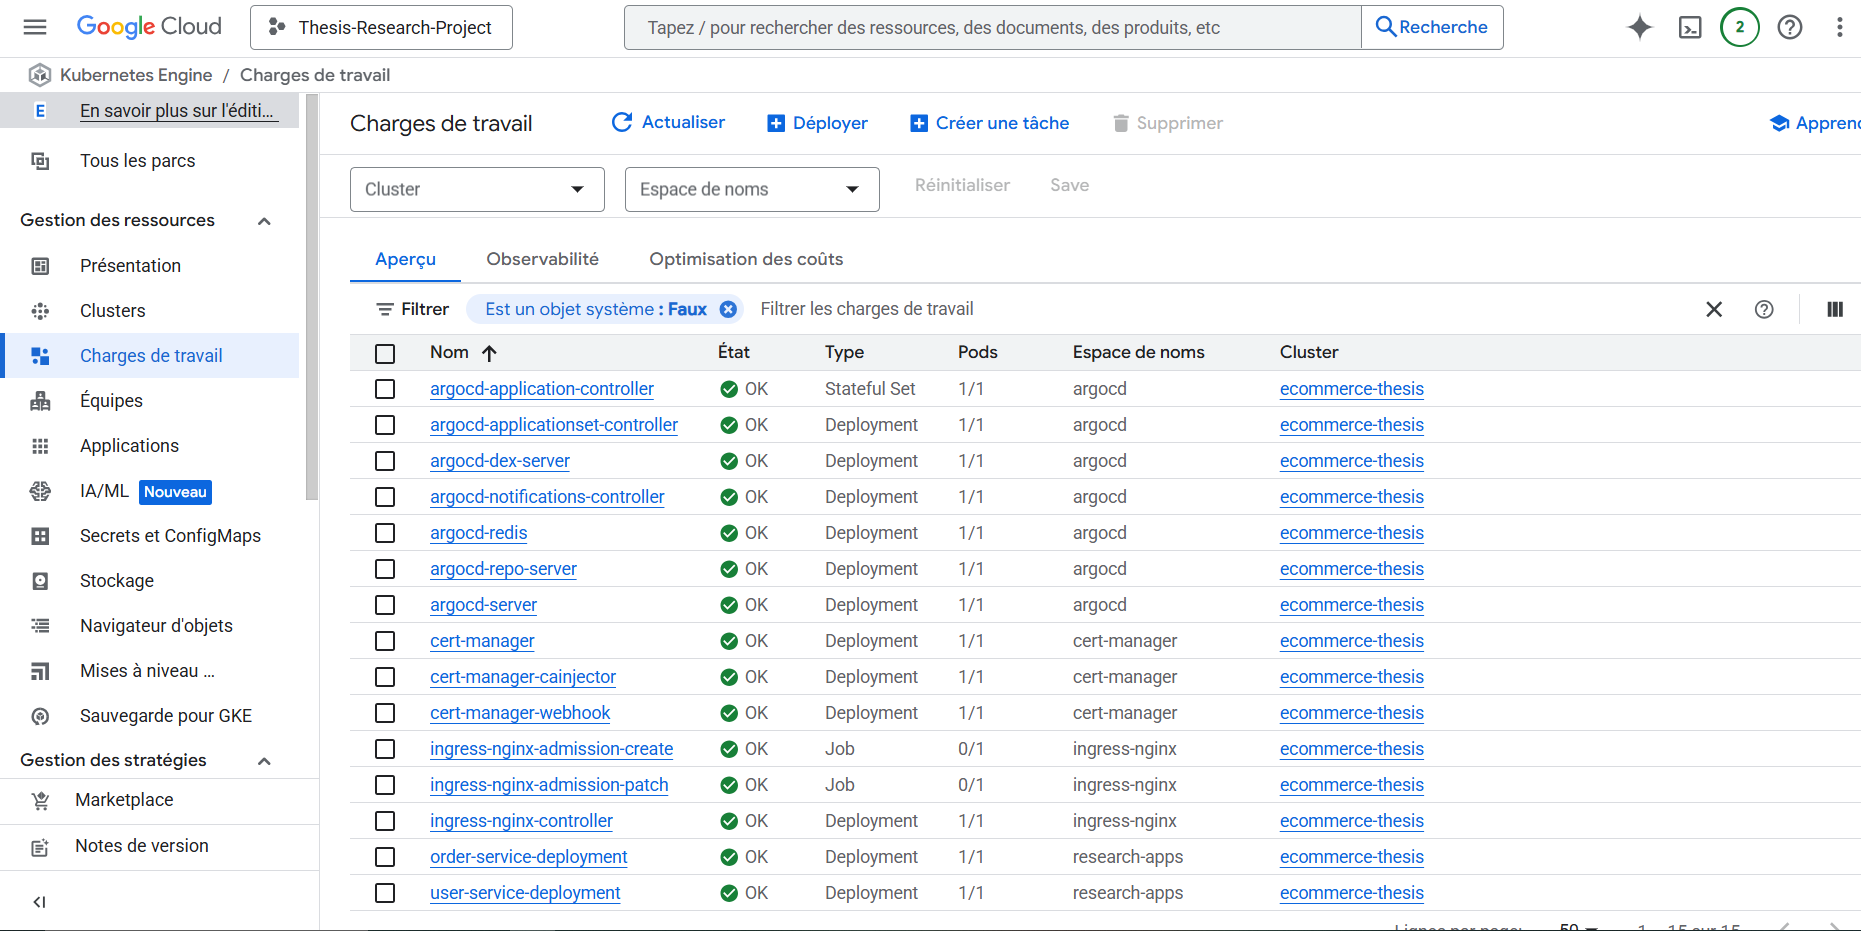 Google Cloud
Thesis-Research-Project
Tapez / pour rechercher des ressources, des documents, des produits, etc
Recherche
2
Kubernetes Engine / Charges de travail
E En savoir plus sur l'éditi...
Tous les parcs
Gestion des ressources
Présentation
Clusters
Charges de travail
Équipes
Applications
IA/ML Nouveau
Secrets et ConfigMaps
Stockage
Navigateur d'objets
Mises à niveau ...
Sauvegarde pour GKE
Gestion des stratégies
Marketplace
Notes de version
Charges de travail
Actualiser
Déployer
Créer une tâche
Supprimer
Apprend
Cluster
Espace de noms
Réinitialiser
Save
Aperçu
Observabilité
Optimisation des coûts
Filtrer
Est un objet système : Faux
Filtrer les charges de travail
Nom État Type Pods Espace de noms Cluster
argocd-application-controller OK Stateful Set 1/1 argocd ecommerce-thesis
argocd-applicationset-controller OK Deployment 1/1 argocd ecommerce-thesis
argocd-dex-server OK Deployment 1/1 argocd ecommerce-thesis
argocd-notifications-controller OK Deployment 1/1 argocd ecommerce-thesis
argocd-redis OK Deployment 1/1 argocd ecommerce-thesis
argocd-repo-server OK Deployment 1/1 argocd ecommerce-thesis
argocd-server OK Deployment 1/1 argocd ecommerce-thesis
cert-manager OK Deployment 1/1 cert-manager ecommerce-thesis
cert-manager-cainjector OK Deployment 1/1 cert-manager ecommerce-thesis
cert-manager-webhook OK Deployment 1/1 cert-manager ecommerce-thesis
ingress-nginx-admission-create OK Job 0/1 ingress-nginx ecommerce-thesis
ingress-nginx-admission-patch OK Job 0/1 ingress-nginx ecommerce-thesis
ingress-nginx-controller OK Deployment 1/1 ingress-nginx ecommerce-thesis
order-service-deployment OK Deployment 1/1 research-apps ecommerce-thesis
user-service-deployment OK Deployment 1/1 research-apps ecommerce-thesis
Lignes par page: 50 1 – 15 sur 15